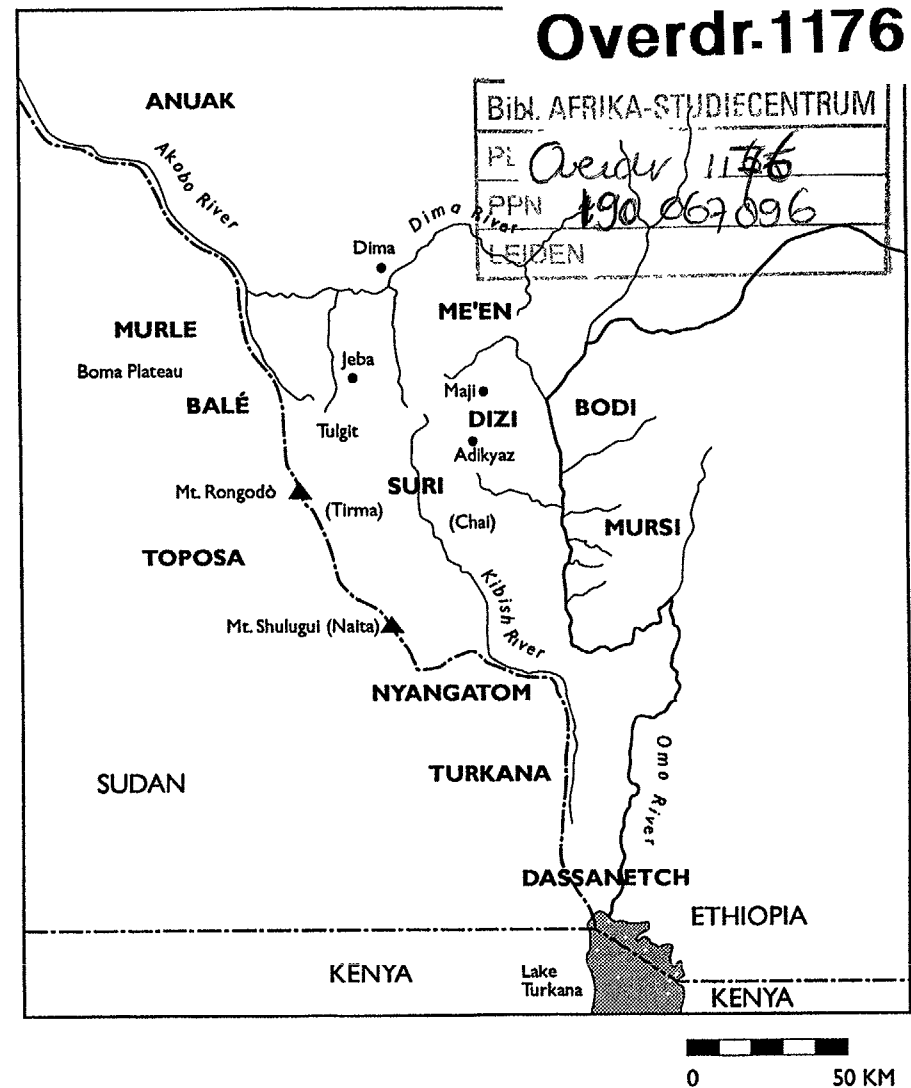 Overdr.1176
Bibl. AFRIKA-STUDIECENTRUM
PL Overdr 1176
PPN 190 067 896
LEIDEN
ANUAK
Akobo River
Dima River
Dima
ME'EN
MURLE
Jeba
Boma Plateau
Maji
BALÉ
DIZI
BODI
Tulgit
Adikyaz
Mt. Rongodò
SURI
(Tirma)
(Chai)
MURSI
TOPOSA
Kibish River
Mt. Shulugui (Naita)
NYANGATOM
SUDAN
TURKANA
Omo River
DASSANETCH
ETHIOPIA
KENYA
Lake
Turkana
KENYA
0 50 KM